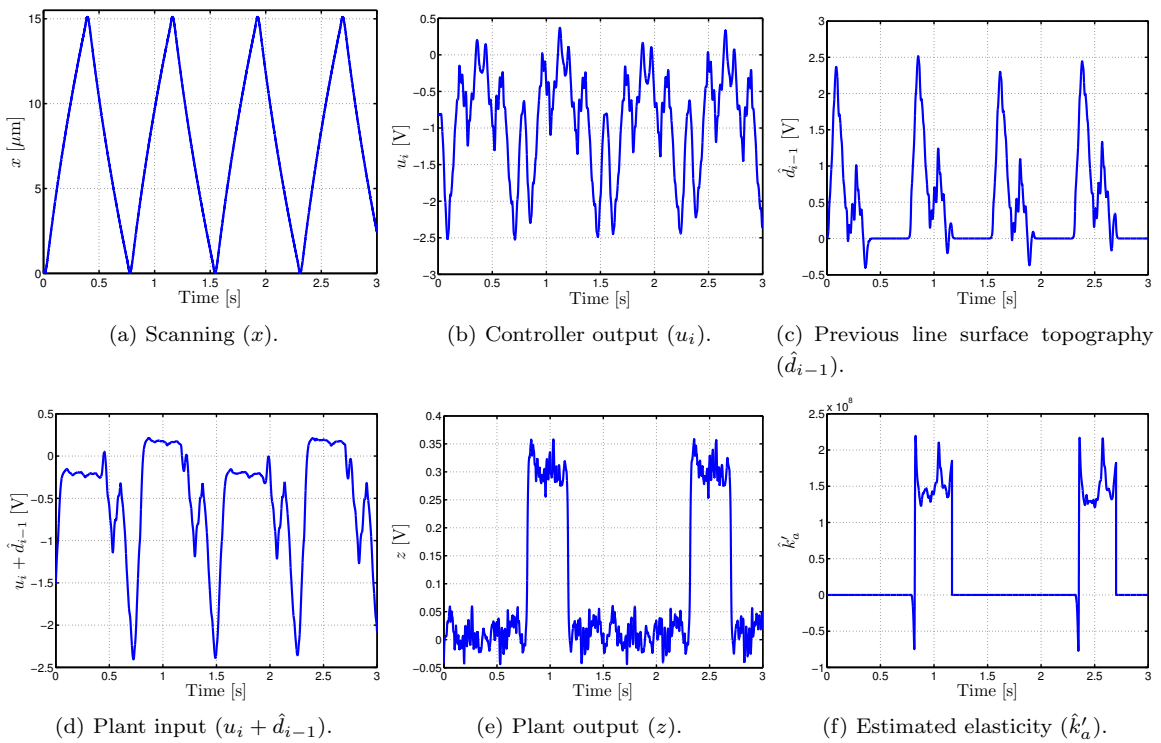 15
10
5
0
0 0.5 1 1.5 2 2.5 3
x [μm]
Time [s]
(a) Scanning (x).
0.5
0
−0.5
−1
−1.5
−2
−2.5
−3
0 0.5 1 1.5 2 2.5 3
u_i [V]
Time [s]
(b) Controller output (u_i).
3
2.5
2
1.5
1
0.5
0
−0.5
0 0.5 1 1.5 2 2.5 3
d̂_{i−1} [V]
Time [s]
(c) Previous line surface topography
(d̂_{i−1}).
0.5
0
−0.5
−1
−1.5
−2
−2.5
0 0.5 1 1.5 2 2.5 3
u_i + d̂_{i−1} [V]
Time [s]
(d) Plant input (u_i + d̂_{i−1}).
0.4
0.35
0.3
0.25
0.2
0.15
0.1
0.05
0
−0.05
0 0.5 1 1.5 2 2.5 3
z [V]
Time [s]
(e) Plant output (z).
x 10^8
2.5
2
1.5
1
0.5
0
−0.5
−1
0 0.5 1 1.5 2 2.5 3
k̂′_a
Time [s]
(f) Estimated elasticity (k̂′_a).